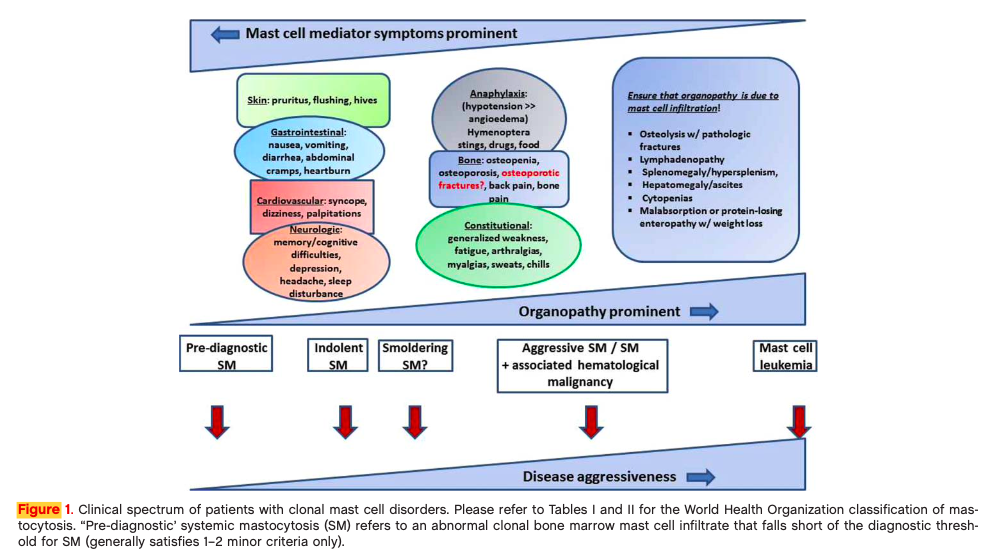 Mast cell mediator symptoms prominent
Skin: pruritus, flushing, hives
Gastrointestinal:
nausea, vomiting,
diarrhea, abdominal
cramps, heartburn
Cardiovascular: syncope,
dizziness, palpitations
Neurologic:
memory/cognitive
difficulties,
depression,
headache, sleep
disturbance
Anaphylaxis:
(hypotension >>
angioedema)
Hymenoptera
stings, drugs, food
Bone: osteopenia,
osteoporosis, osteoporotic
fractures?, back pain, bone
pain
Constitutional:
generalized weakness,
fatigue, arthralgias,
myalgias, sweats, chills
Ensure that organopathy is due to
mast cell infiltration!
▪ Osteolysis w/ pathologic
fractures
▪ Lymphadenopathy
▪ Splenomegaly/hypersplenism,
▪ Hepatomegaly/ascites
▪ Cytopenias
▪ Malabsorption or protein-losing
enteropathy w/ weight loss
Organopathy prominent
Pre-diagnostic
SM
Indolent
SM
Smoldering
SM?
Aggressive SM / SM
+ associated hematological
malignancy
Mast cell
leukemia
Disease aggressiveness
Figure 1. Clinical spectrum of patients with clonal mast cell disorders. Please refer to Tables I and II for the World Health Organization classification of mas-
tocytosis. “Pre-diagnostic’ systemic mastocytosis (SM) refers to an abnormal clonal bone marrow mast cell infiltrate that falls short of the diagnostic thresh-
old for SM (generally satisfies 1–2 minor criteria only).